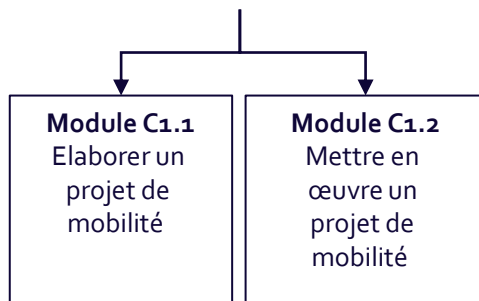 Module C1.1
Elaborer un
projet de
mobilité
Module C1.2
Mettre en
œuvre un
projet de
mobilité